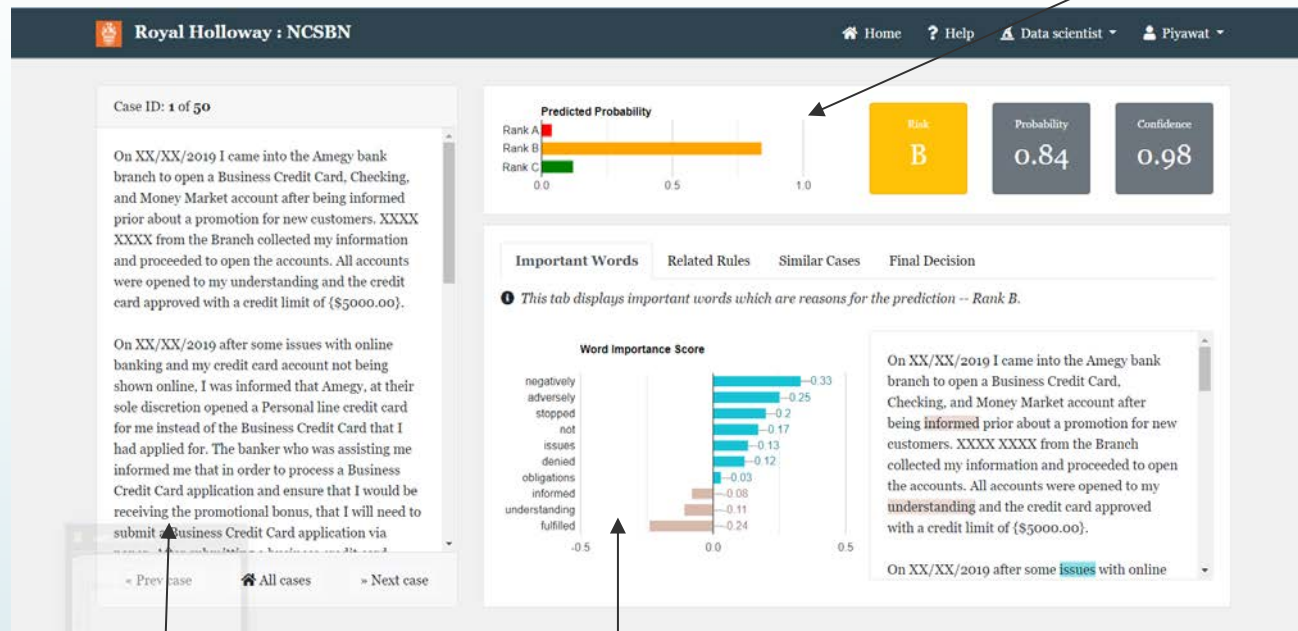 Royal Holloway : NCSBN
Home
? Help
Data scientist
Piyawat
Case ID: 1 of 50
On XX/XX/2019 I came into the Amegy bank
branch to open a Business Credit Card, Checking,
and Money Market account after being informed
prior about a promotion for new customers. XXXX
XXXX from the Branch collected my information
and proceeded to open the accounts. All accounts
were opened to my understanding and the credit
card approved with a credit limit of {$5000.00}.
On XX/XX/2019 after some issues with online
banking and my credit card account not being
shown online, I was informed that Amegy, at their
sole discretion opened a Personal line credit card
for me instead of the Business Credit Card that I
had applied for. The banker who was assisting me
informed me that in order to process a Business
Credit Card application and ensure that I would be
receiving the promotional bonus, that I will need to
submit a Business Credit Card application via
« Prev case
All cases
» Next case
Predicted Probability
Rank A
Rank B
Rank C
0.0 0.5 1.0
Risk
B
Probability
0.84
Confidence
0.98
Important Words
Related Rules
Similar Cases
Final Decision
This tab displays important words which are reasons for the prediction -- Rank B.
Word Importance Score
negatively 0.33
adversely 0.25
stopped 0.2
not 0.17
issues 0.13
denied 0.12
obligations 0.03
informed -0.08
understanding -0.11
fulfilled -0.24
-0.5 0.0 0.5
On XX/XX/2019 I came into the Amegy bank
branch to open a Business Credit Card,
Checking, and Money Market account after
being informed prior about a promotion for new
customers. XXXX XXXX from the Branch
collected my information and proceeded to open
the accounts. All accounts were opened to my
understanding and the credit card approved
with a credit limit of {$5000.00}.
On XX/XX/2019 after some issues with online